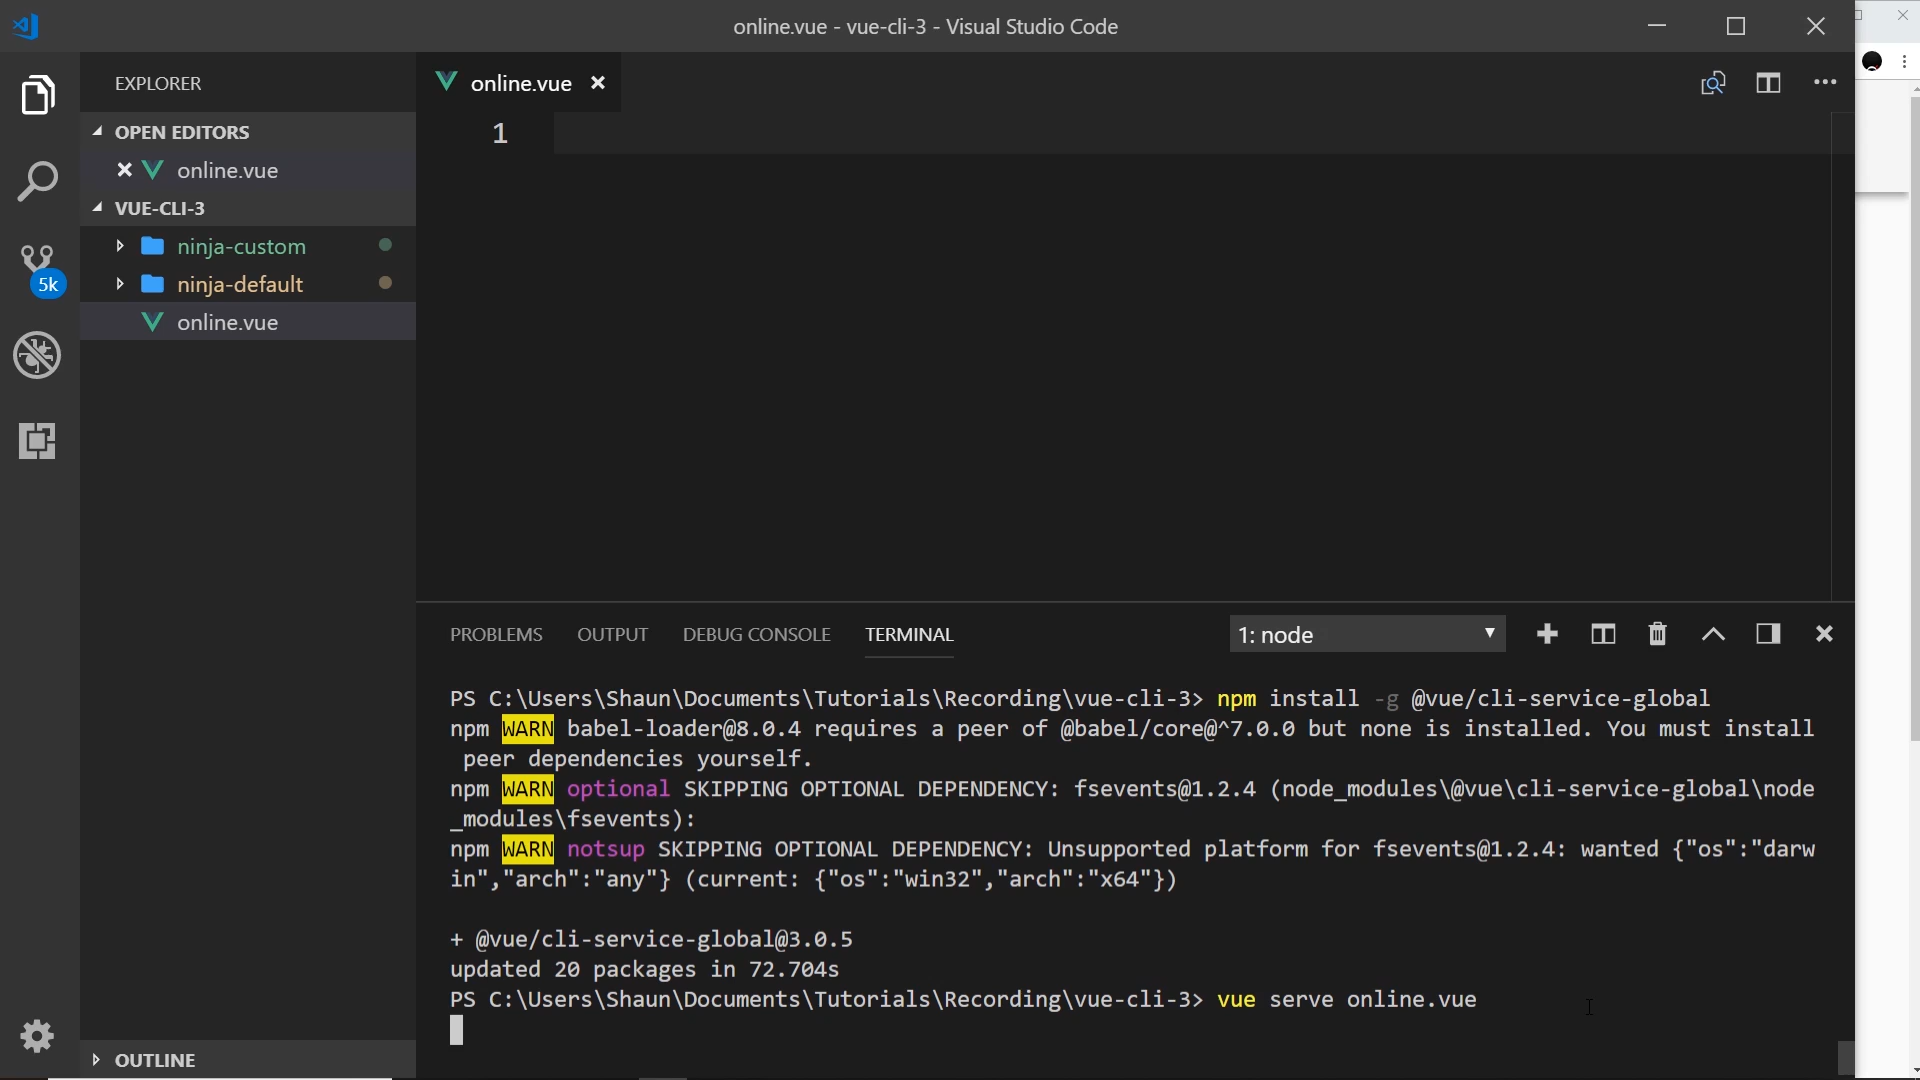 online.vue - vue-cli-3 - Visual Studio Code
EXPLORER
OPEN EDITORS
online.vue
VUE-CLI-3
ninja-custom
ninja-default
online.vue
5k
OUTLINE
online.vue
1
PROBLEMS
OUTPUT
DEBUG CONSOLE
TERMINAL
1: node
PS C:\Users\Shaun\Documents\Tutorials\Recording\vue-cli-3> npm install -g @vue/cli-service-global
npm WARN babel-loader@8.0.4 requires a peer of @babel/core@^7.0.0 but none is installed. You must install
peer dependencies yourself.
npm WARN optional SKIPPING OPTIONAL DEPENDENCY: fsevents@1.2.4 (node_modules\@vue\cli-service-global\node
_modules\fsevents):
npm WARN notsup SKIPPING OPTIONAL DEPENDENCY: Unsupported platform for fsevents@1.2.4: wanted {"os":"darw
in","arch":"any"} (current: {"os":"win32","arch":"x64"})
+ @vue/cli-service-global@3.0.5
updated 20 packages in 72.704s
PS C:\Users\Shaun\Documents\Tutorials\Recording\vue-cli-3> vue serve online.vue